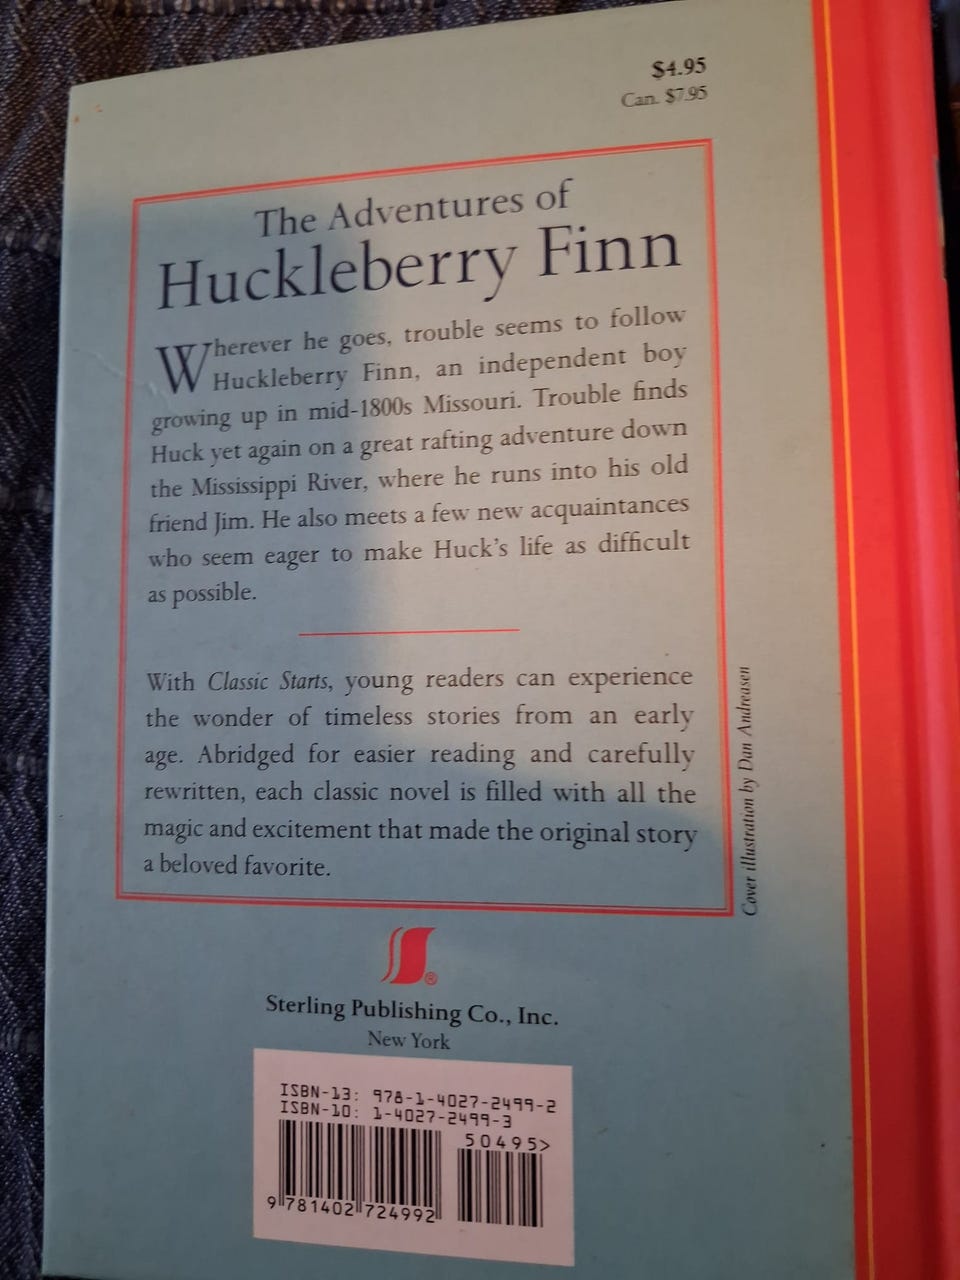 $4.95
Can. $7.95
The Adventures of
Huckleberry Finn
Wherever he goes, trouble seems to follow
Huckleberry Finn, an independent boy
growing up in mid-1800s Missouri. Trouble finds
Huck yet again on a great rafting adventure down
the Mississippi River, where he runs into his old
friend Jim. He also meets a few new acquaintances
who seem eager to make Huck's life as difficult
as possible.
With Classic Starts, young readers can experience
the wonder of timeless stories from an early
age. Abridged for easier reading and carefully
rewritten, each classic novel is filled with all the
magic and excitement that made the original story
a beloved favorite.
Cover illustration by Dan Andreasen
®
Sterling Publishing Co., Inc.
New York
ISBN-13: 978-1-4027-2499-2
ISBN-10: 1-4027-2499-3
50495>
9 781402 724992